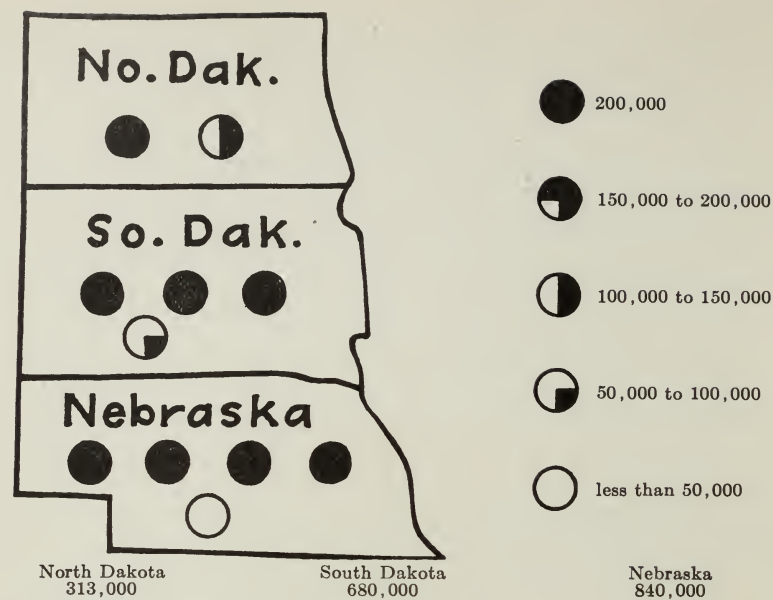 No. Dak.
So. Dak.
Nebraska
200,000
150,000 to 200,000
100,000 to 150,000
50,000 to 100,000
less than 50,000
North Dakota
313,000
South Dakota
680,000
Nebraska
840,000